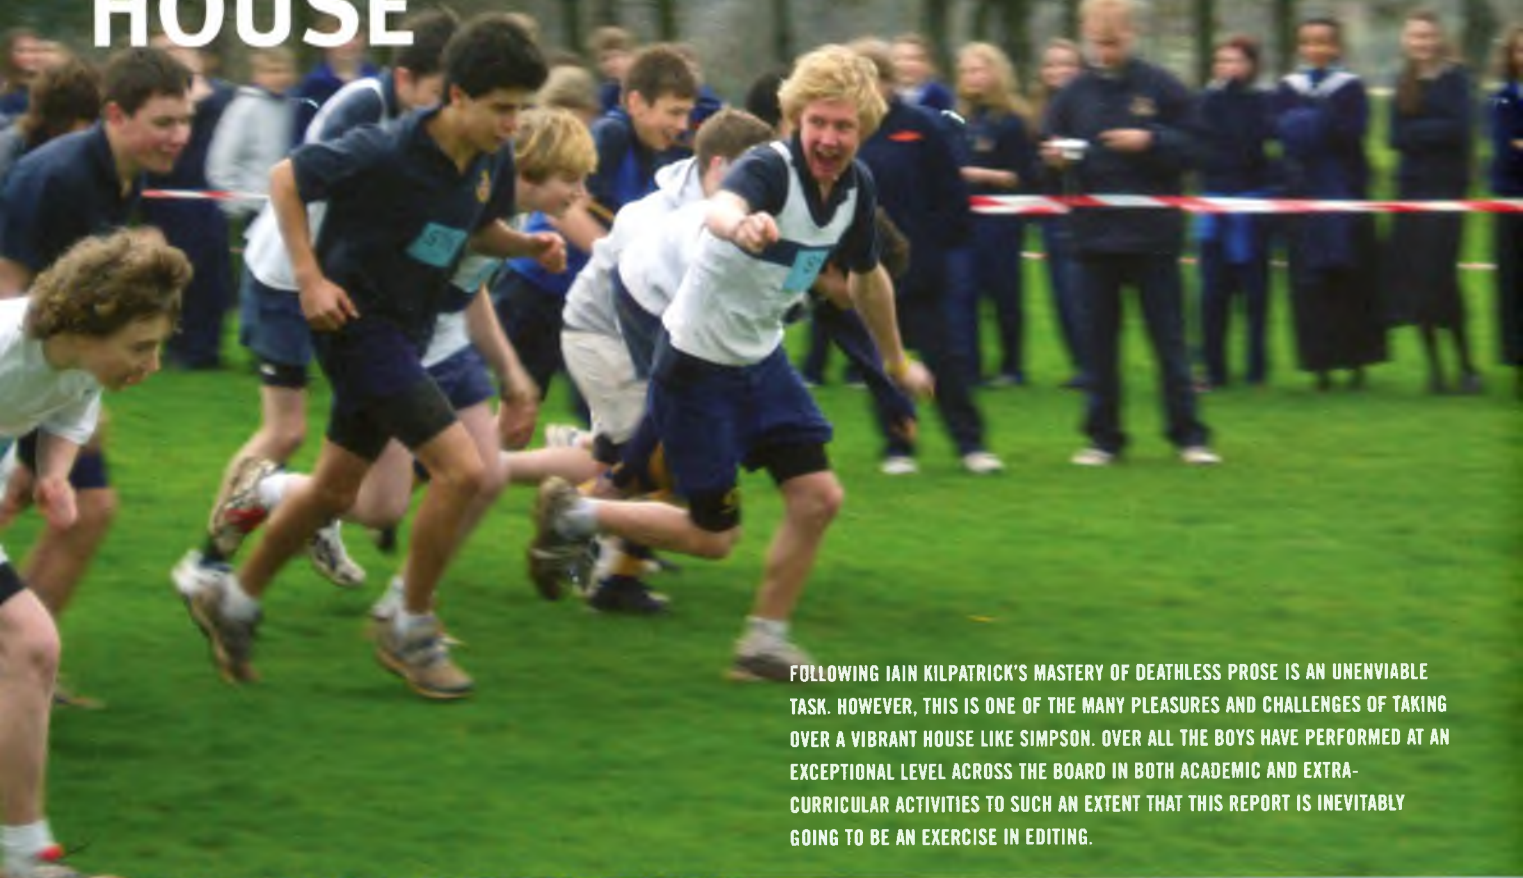 HOUSE
FOLLOWING IAIN KILPATRICK'S MASTERY OF DEATHLESS PROSE IS AN UNENVIABLE
TASK. HOWEVER, THIS IS ONE OF THE MANY PLEASURES AND CHALLENGES OF TAKING
OVER A VIBRANT HOUSE LIKE SIMPSON. OVER ALL THE BOYS HAVE PERFORMED AT AN
EXCEPTIONAL LEVEL ACROSS THE BOARD IN BOTH ACADEMIC AND EXTRA-
CURRICULAR ACTIVITIES TO SUCH AN EXTENT THAT THIS REPORT IS INEVITABLY
GOING TO BE AN EXERCISE IN EDITING.